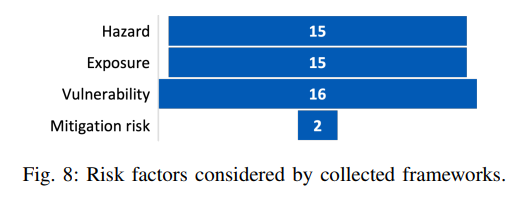 Hazard 15
Exposure 15
Vulnerability 16
Mitigation risk 2
Fig. 8: Risk factors considered by collected frameworks.